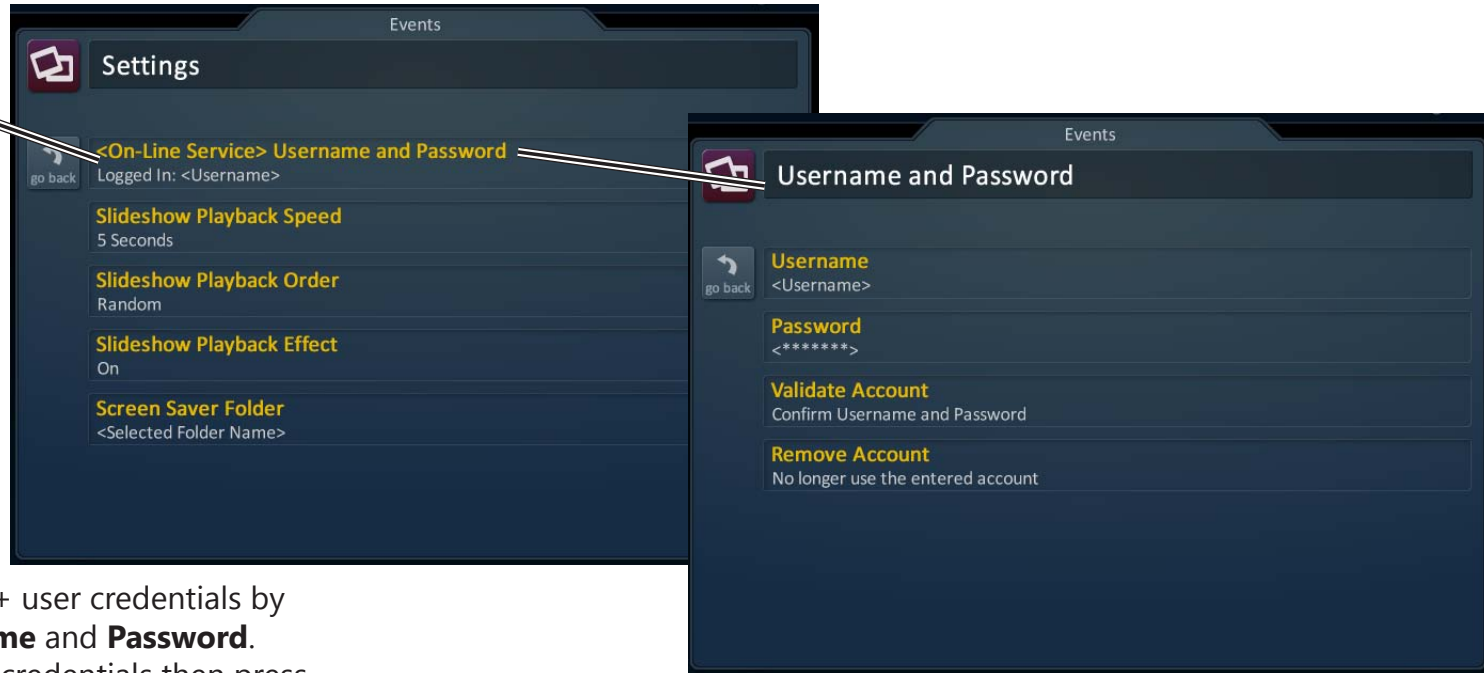 Events
Settings
go back
<On-Line Service> Username and Password
Logged In: <Username>
Slideshow Playback Speed
5 Seconds
Slideshow Playback Order
Random
Slideshow Playback Effect
On
Screen Saver Folder
<Selected Folder Name>
Events
Username and Password
go back
Username
<Username>
Password
<*******>
Validate Account
Confirm Username and Password
Remove Account
No longer use the entered account
+ user credentials by
me and Password.
credentials then press